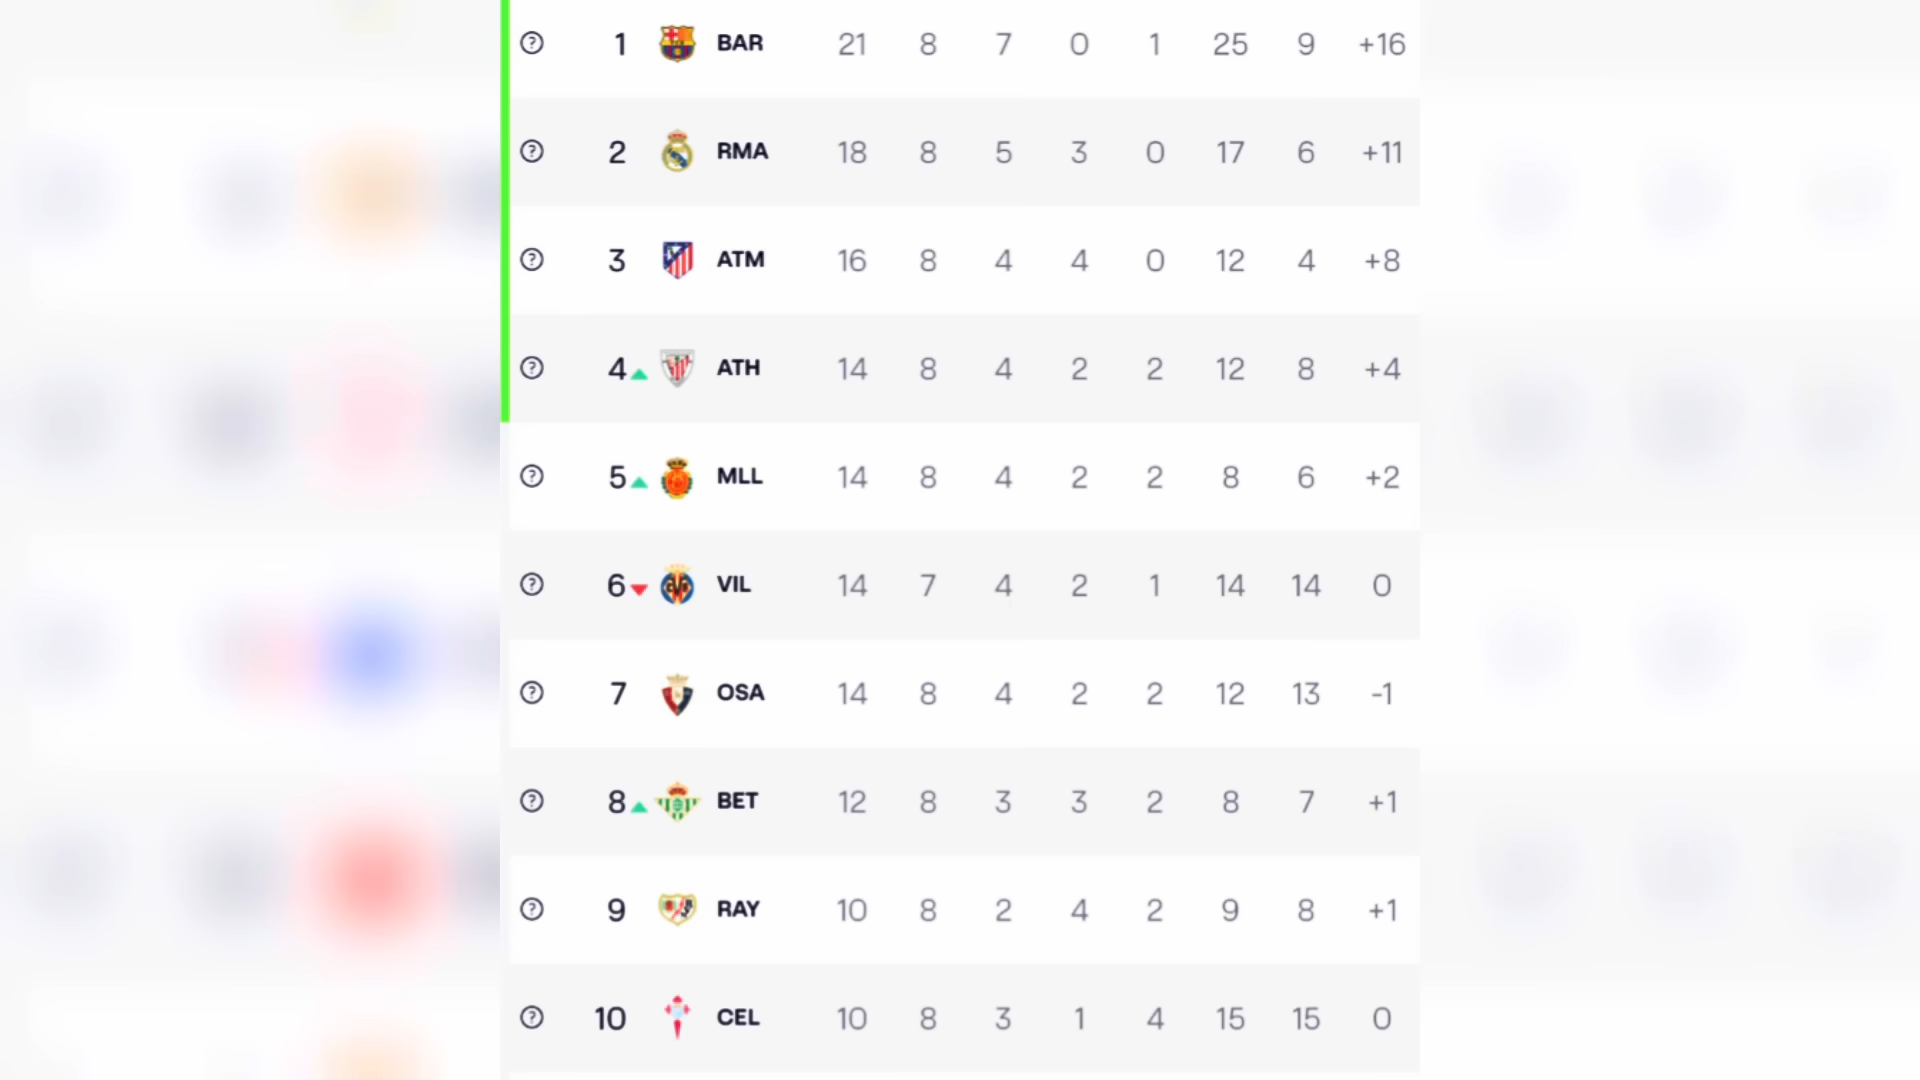 ? 1 BAR 21 8 7 0 1 25 9 +16
? 2 RMA 18 8 5 3 0 17 6 +11
? 3 ATM 16 8 4 4 0 12 4 +8
? 4 ATH 14 8 4 2 2 12 8 +4
? 5 MLL 14 8 4 2 2 8 6 +2
? 6 VIL 14 7 4 2 1 14 14 0
? 7 OSA 14 8 4 2 2 12 13 -1
? 8 BET 12 8 3 3 2 8 7 +1
? 9 RAY 10 8 2 4 2 9 8 +1
? 10 CEL 10 8 3 1 4 15 15 0